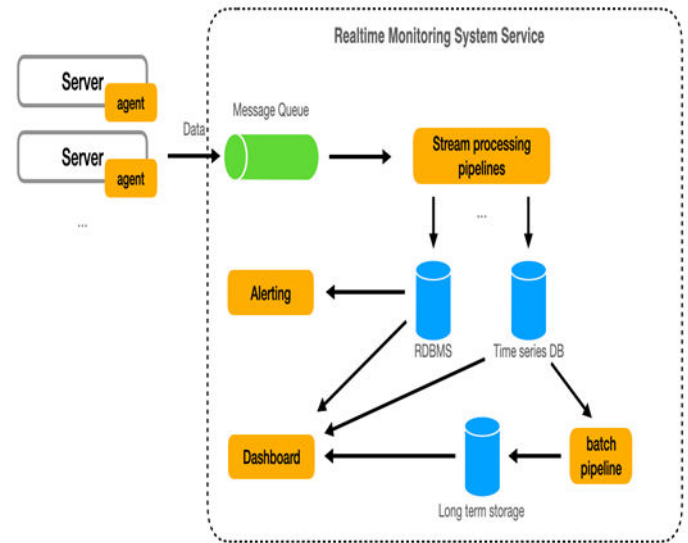 Realtime Monitoring System Service
Server
agent
Message Queue
Data
Server
agent
...
Stream processing
pipelines
...
Alerting
RDBMS
Time series DB
Dashboard
batch
pipeline
Long term storage